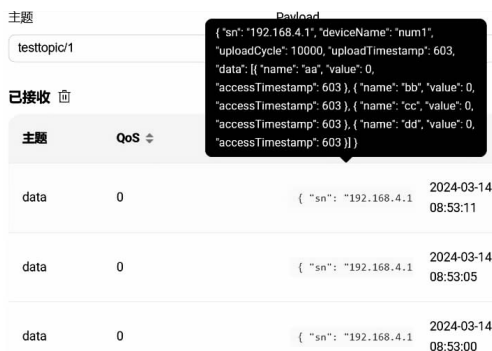 主题
Payload
testtopic/1
{ "sn": "192.168.4.1", "deviceName": "num1",
"uploadCycle": 10000, "uploadTimestamp": 603,
"data": [{ "name": "aa", "value": 0,
"accessTimestamp": 603 }, { "name": "bb", "value": 0,
"accessTimestamp": 603 }, { "name": "cc", "value": 0,
"accessTimestamp": 603 }, { "name": "dd", "value": 0,
"accessTimestamp": 603 }] }
已接收
主题 QoS
data 0 { "sn": "192.168.4.1 2024-03-14
08:53:11
data 0 { "sn": "192.168.4.1 2024-03-14
08:53:05
data 0 { "sn": "192.168.4.1 2024-03-14
08:53:00